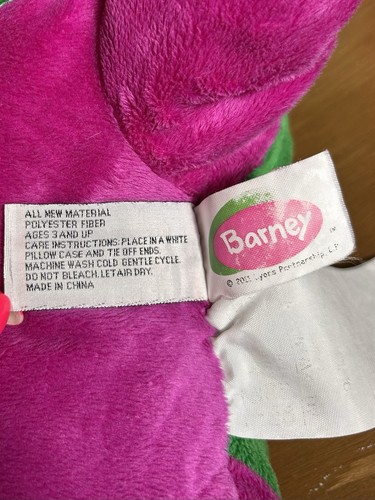 ALL NEW MATERIAL
POLYESTER FIBER
AGES 3 AND UP
CARE INSTRUCTIONS: PLACE IN A WHITE
PILLOW CASE AND TIE OFF ENDS.
MACHINE WASH COLD GENTLE CYCLE.
DO NOT BLEACH. LET AIR DRY.
MADE IN CHINA
Barney
™
© 2011 Lyons Partnership, L.P.